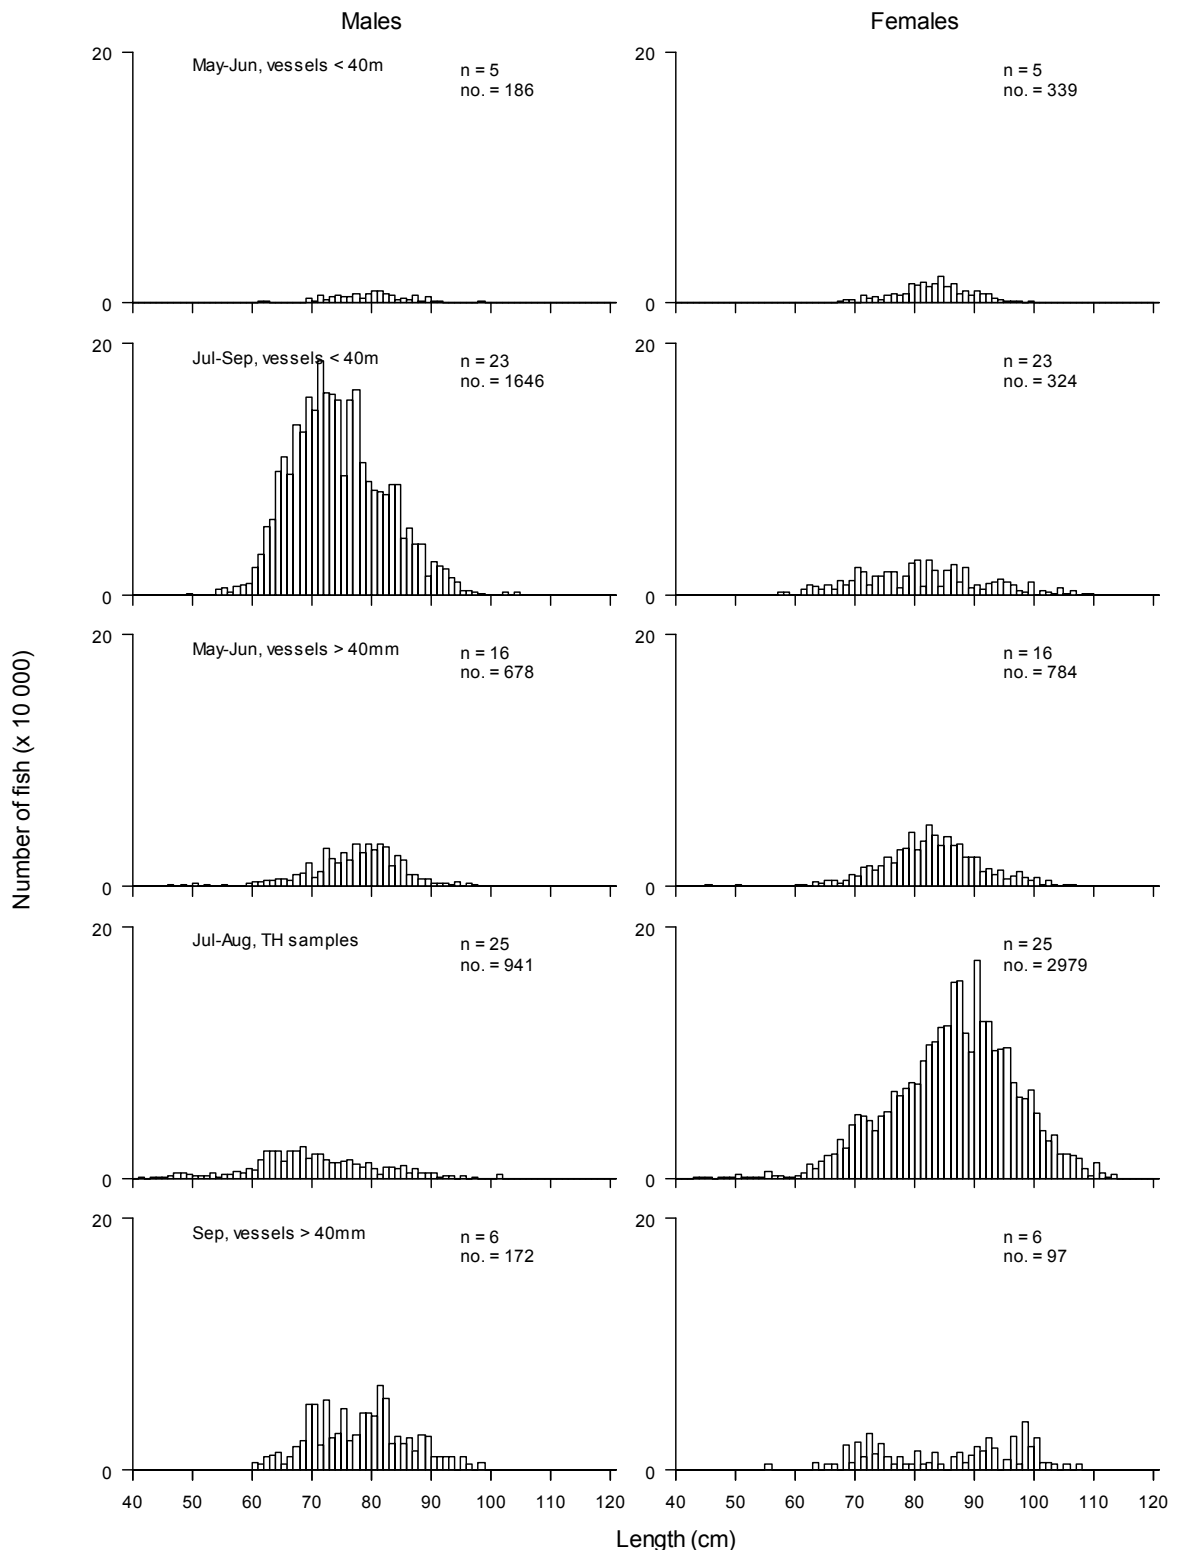 Males
Females
20
May-Jun, vessels < 40m
n = 5
no. = 186
0
20
n = 5
no. = 339
0
20
Jul-Sep, vessels < 40m
n = 23
no. = 1646
0
20
n = 23
no. = 324
0
Number of fish (x 10 000)
20
May-Jun, vessels > 40mm
n = 16
no. = 678
0
20
n = 16
no. = 784
0
20
Jul-Aug, TH samples
n = 25
no. = 941
0
20
n = 25
no. = 2979
0
20
Sep, vessels > 40mm
n = 6
no. = 172
0
20
n = 6
no. = 97
0
40 50 60 70 80 90 100 110 120
40 50 60 70 80 90 100 110 120
Length (cm)